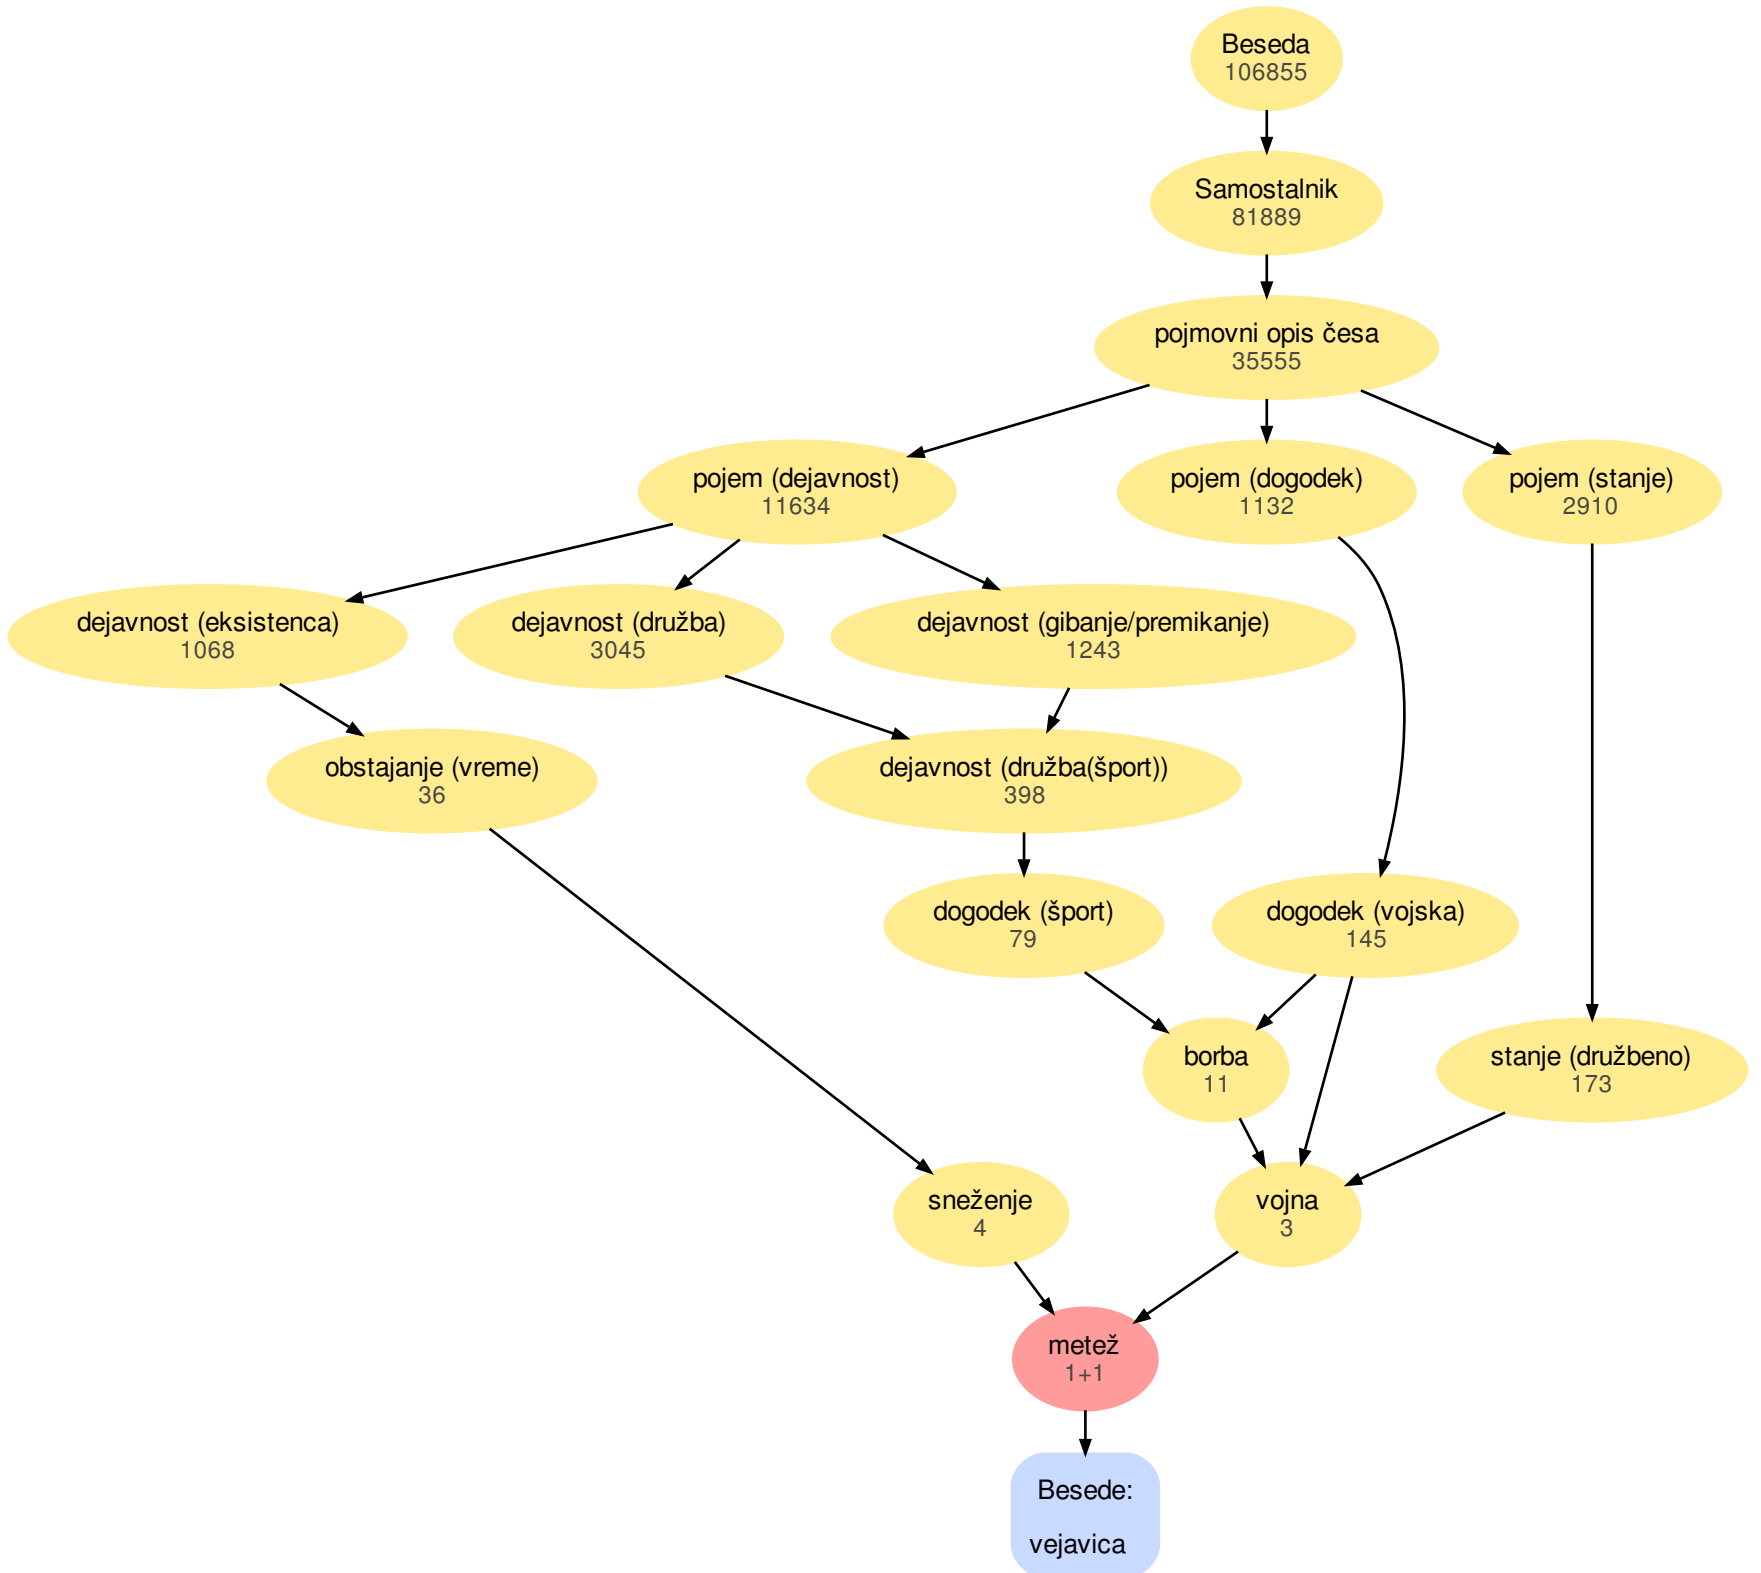 Beseda
106855
Samostalnik
81889
pojmovni opis česa
35555
pojem (dejavnost)
11634
pojem (dogodek)
1132
pojem (stanje)
2910
dejavnost (eksistenca)
1068
dejavnost (družba)
3045
dejavnost (gibanje/premikanje)
1243
obstajanje (vreme)
36
dejavnost (družba(šport))
398
dogodek (šport)
79
dogodek (vojska)
145
borba
11
stanje (družbeno)
173
sneženje
4
vojna
3
metež
1+1
Besede:
vejavica